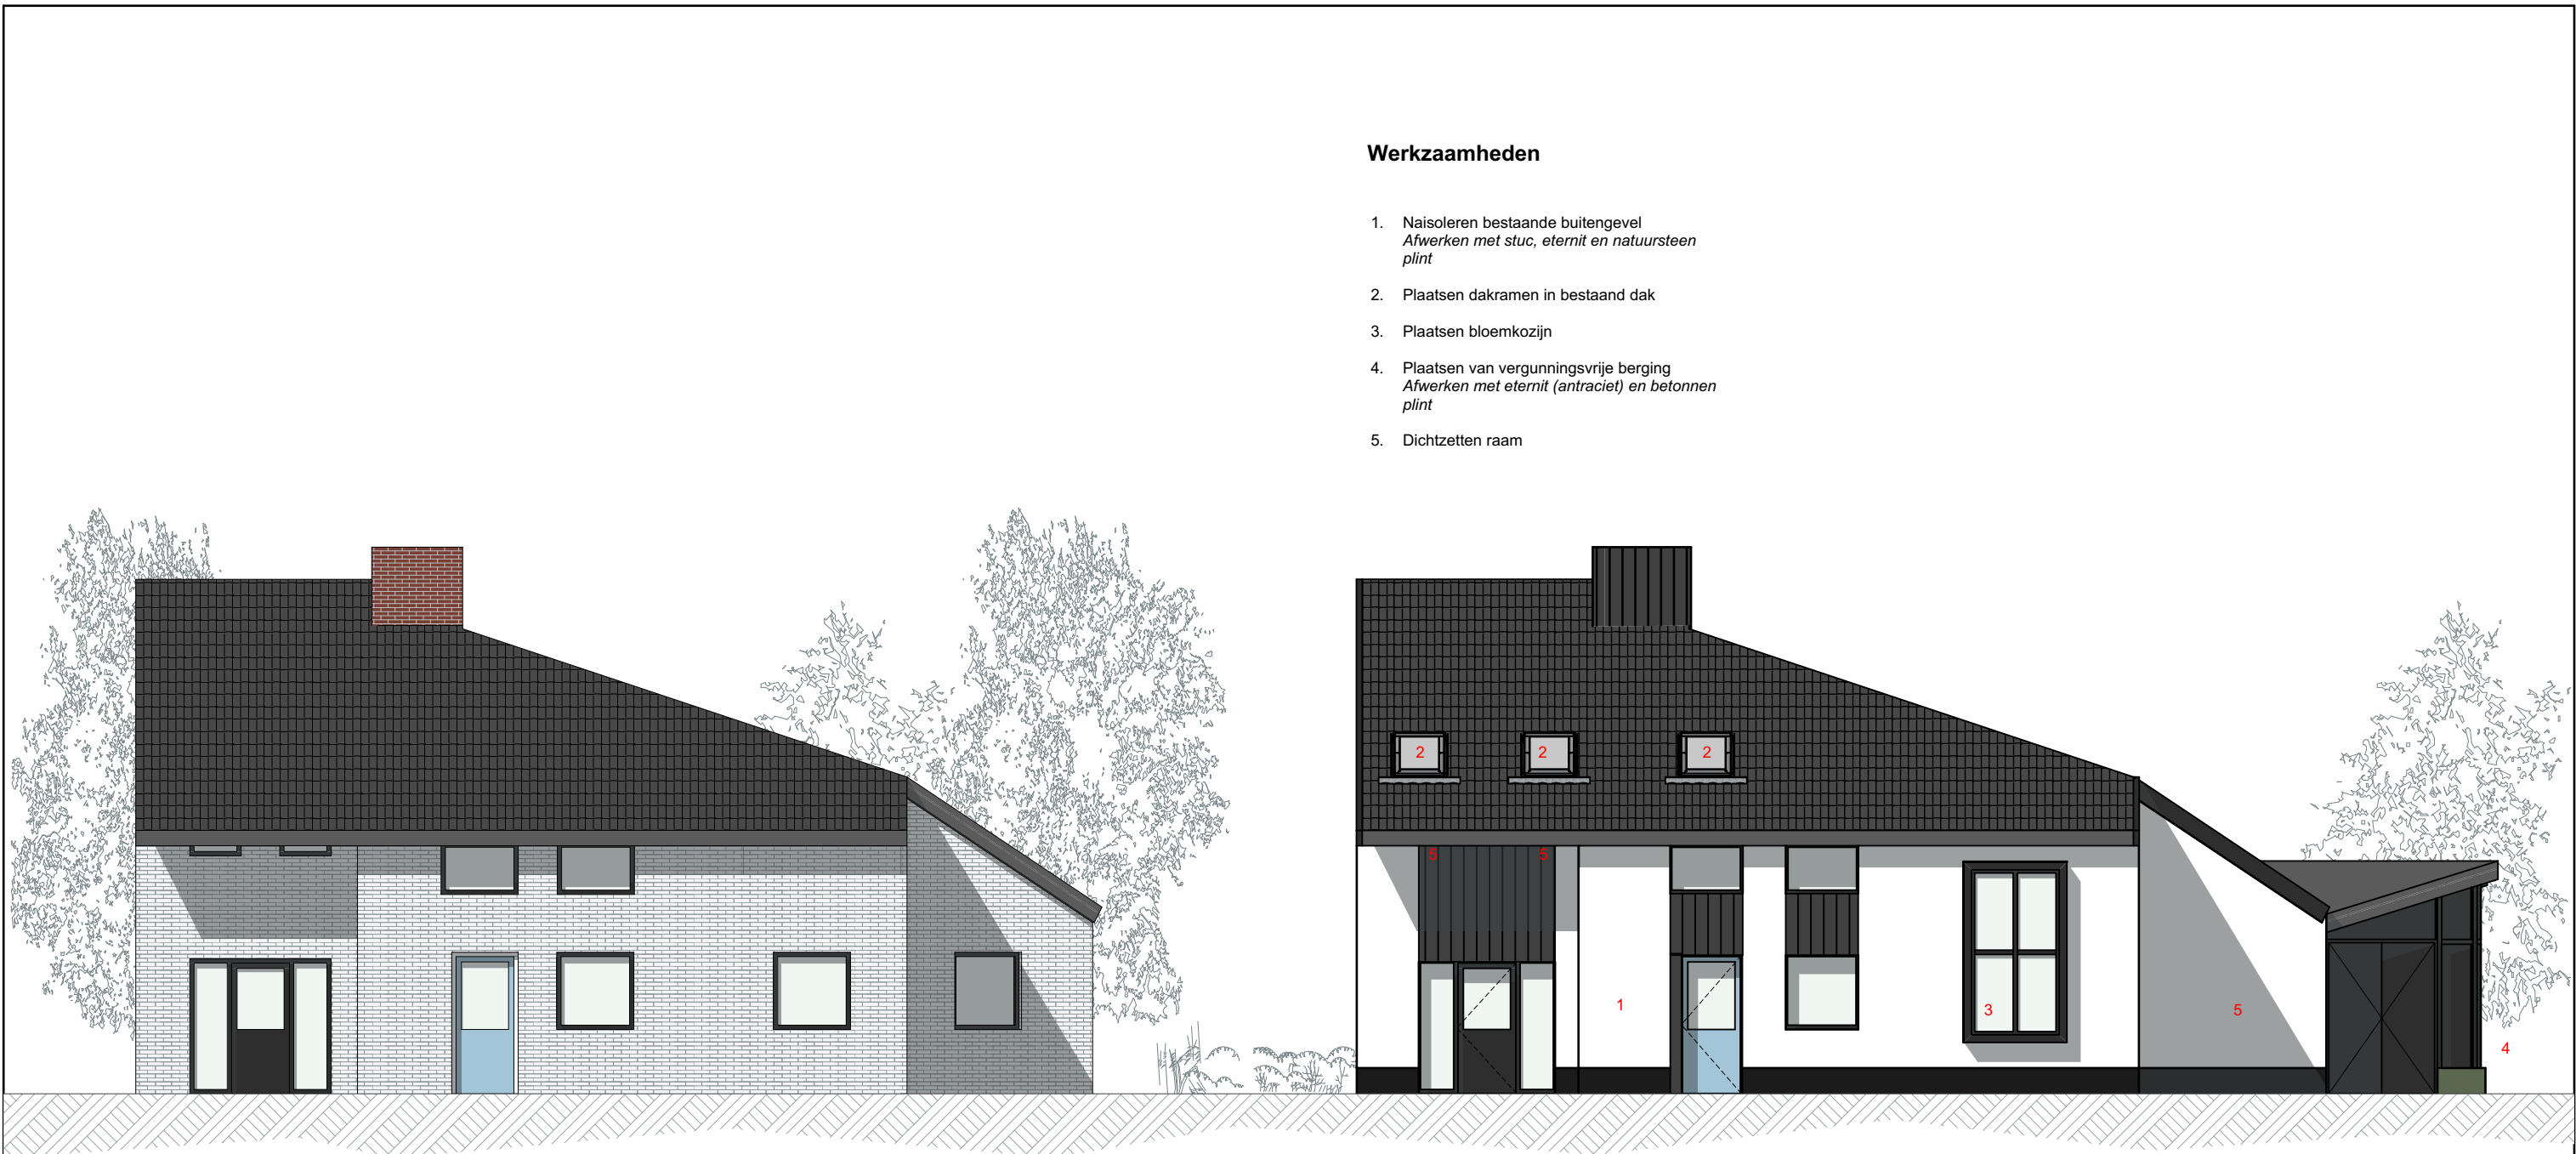 Werkzaamheden
1. Naisoleren bestaande buitengevel
Afwerken met stuc, eternit en natuursteen
plint
2. Plaatsen dakramen in bestaand dak
3. Plaatsen bloemkozijn
4. Plaatsen van vergunningsvrije berging
Afwerken met eternit (antraciet) en betonnen
plint
5. Dichtzetten raam
2 2 2
5 5
1 3 5
4